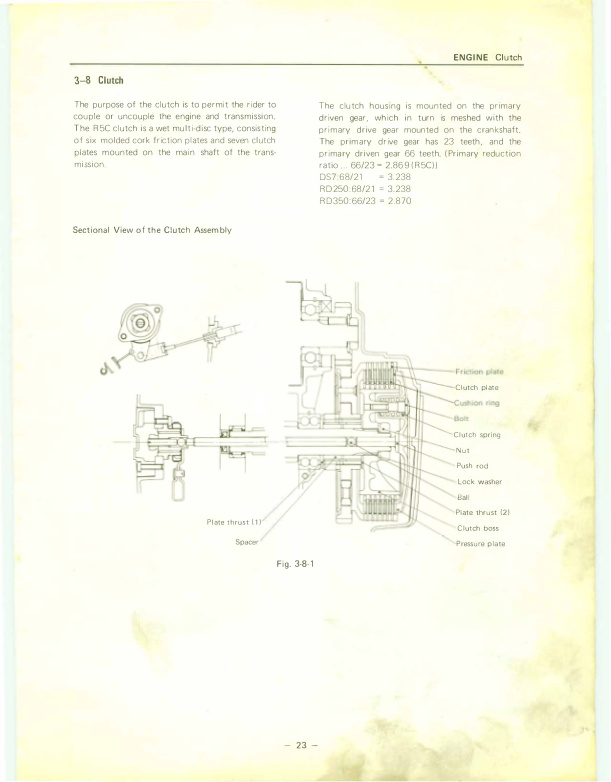 ENGINE Clutch
3-8 Clutch
The purpose of the clutch is to permit the rider to
couple or uncouple the engine and transmission.
The R5C clutch is a wet multi-disc type, consisting
of six molded cork friction plates and seven clutch
plates mounted on the main shaft of the trans-
mission.
The clutch housing is mounted on the primary
driven gear, which in turn is meshed with the
primary drive gear mounted on the crankshaft.
The primary drive gear has 23 teeth, and the
primary driven gear 66 teeth. (Primary reduction
ratio ... 66/23 = 2.869 (R5C))
DS7:68/21 = 3.238
RD250:68/21 = 3.238
RD350:66/23 = 2.870
Sectional View of the Clutch Assembly
Friction plate
Clutch plate
Cushion ring
Bolt
Clutch spring
Nut
Push rod
Lock washer
Ball
Plate thrust (2)
Clutch boss
Pressure plate
Plate thrust (1)
Spacer
Fig. 3-8-1
- 23 -